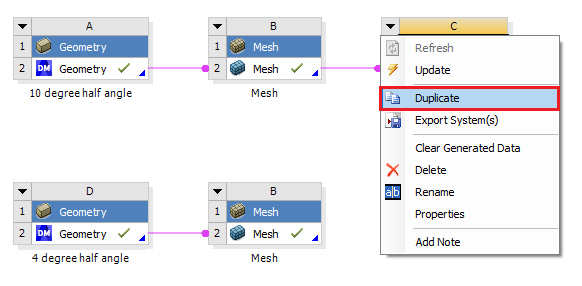 A
1 Geometry
2 DM Geometry
10 degree half angle
B
1 Mesh
2 Mesh
Mesh
C
Refresh
Update
Duplicate
Export System(s)
Clear Generated Data
Delete
a|b Rename
Properties
Add Note
D
1 Geometry
2 DM Geometry
4 degree half angle
B
1 Mesh
2 Mesh
Mesh